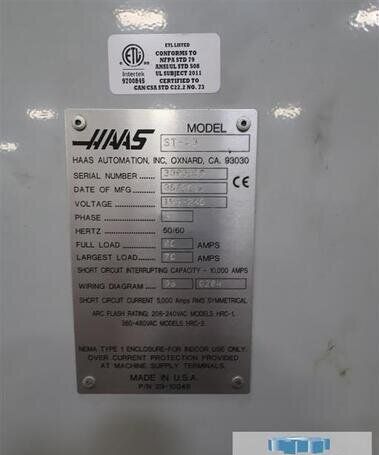 ETL LISTED
CONFORMS TO
NFPA STD 79
ANSI/UL STD 508
UL SUBJECT 2011
CERTIFIED TO
CAN/CSA STD C22.2 NO. 73
Intertek
9700845
HAAS
MODEL
HAAS AUTOMATION, INC, OXNARD, CA. 93030
SERIAL NUMBER
DATE OF MFG
VOLTAGE
PHASE
HERTZ 50/60
FULL LOAD AMPS
LARGEST LOAD AMPS
SHORT CIRCUIT INTERRUPTING CAPACITY - 10,000 AMPS
WIRING DIAGRAM
SHORT CIRCUIT CURRENT 5,000 Amps RMS SYMMETRICAL
ARC FLASH RATING: 208-240VAC MODELS: HRC-1,
380-480VAC MODELS: HRC-2
NEMA TYPE 1 ENCLOSURE-FOR INDOOR USE ONLY
OVER CURRENT PROTECTION PROVIDED
AT MACHINE SUPPLY TERMINALS.
MADE IN U.S.A.